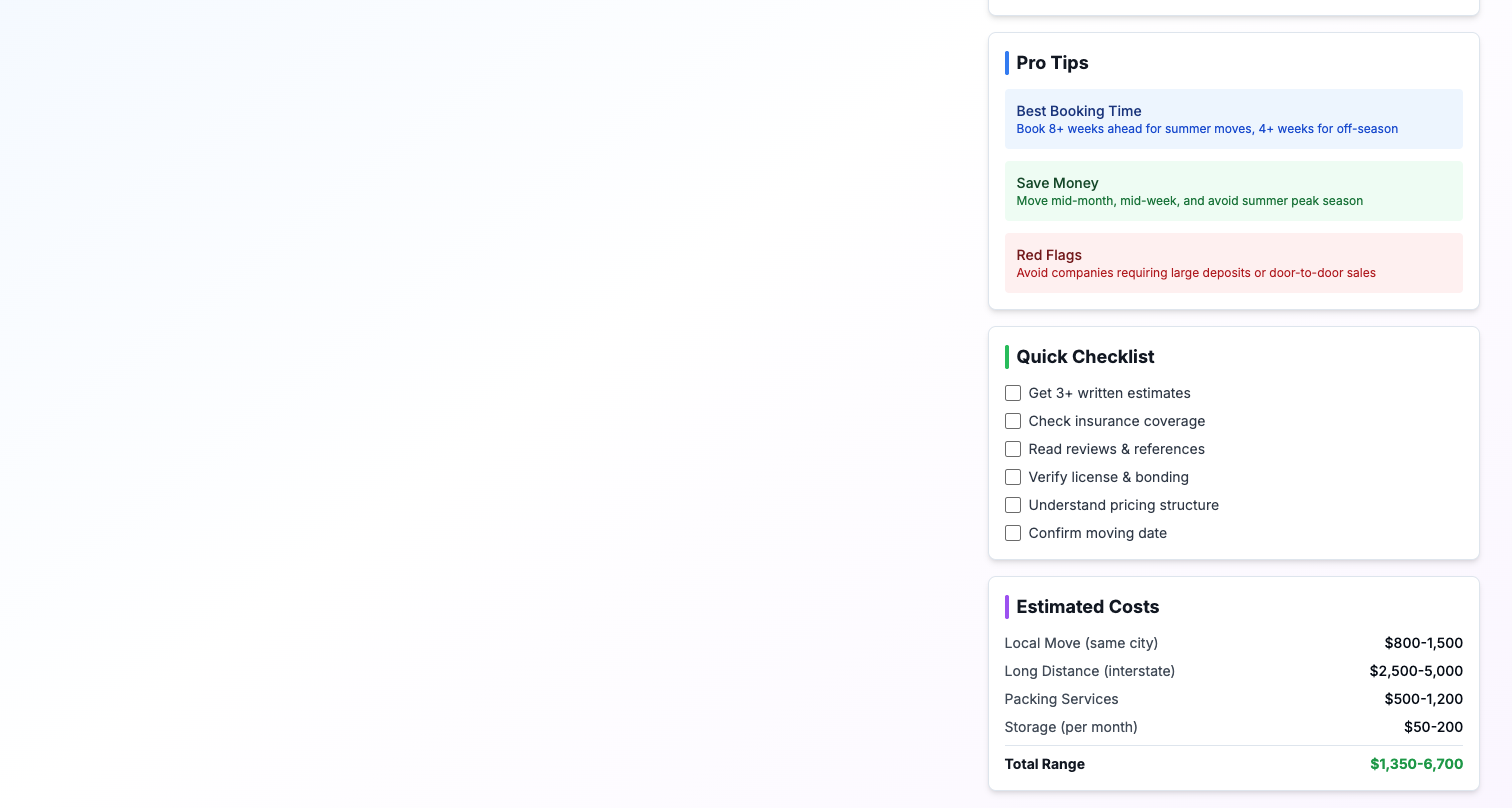 Pro Tips
Best Booking Time
Book 8+ weeks ahead for summer moves, 4+ weeks for off-season
Save Money
Move mid-month, mid-week, and avoid summer peak season
Red Flags
Avoid companies requiring large deposits or door-to-door sales
Quick Checklist
Get 3+ written estimates
Check insurance coverage
Read reviews & references
Verify license & bonding
Understand pricing structure
Confirm moving date
Estimated Costs
Local Move (same city) $800-1,500
Long Distance (interstate) $2,500-5,000
Packing Services $500-1,200
Storage (per month) $50-200
Total Range $1,350-6,700